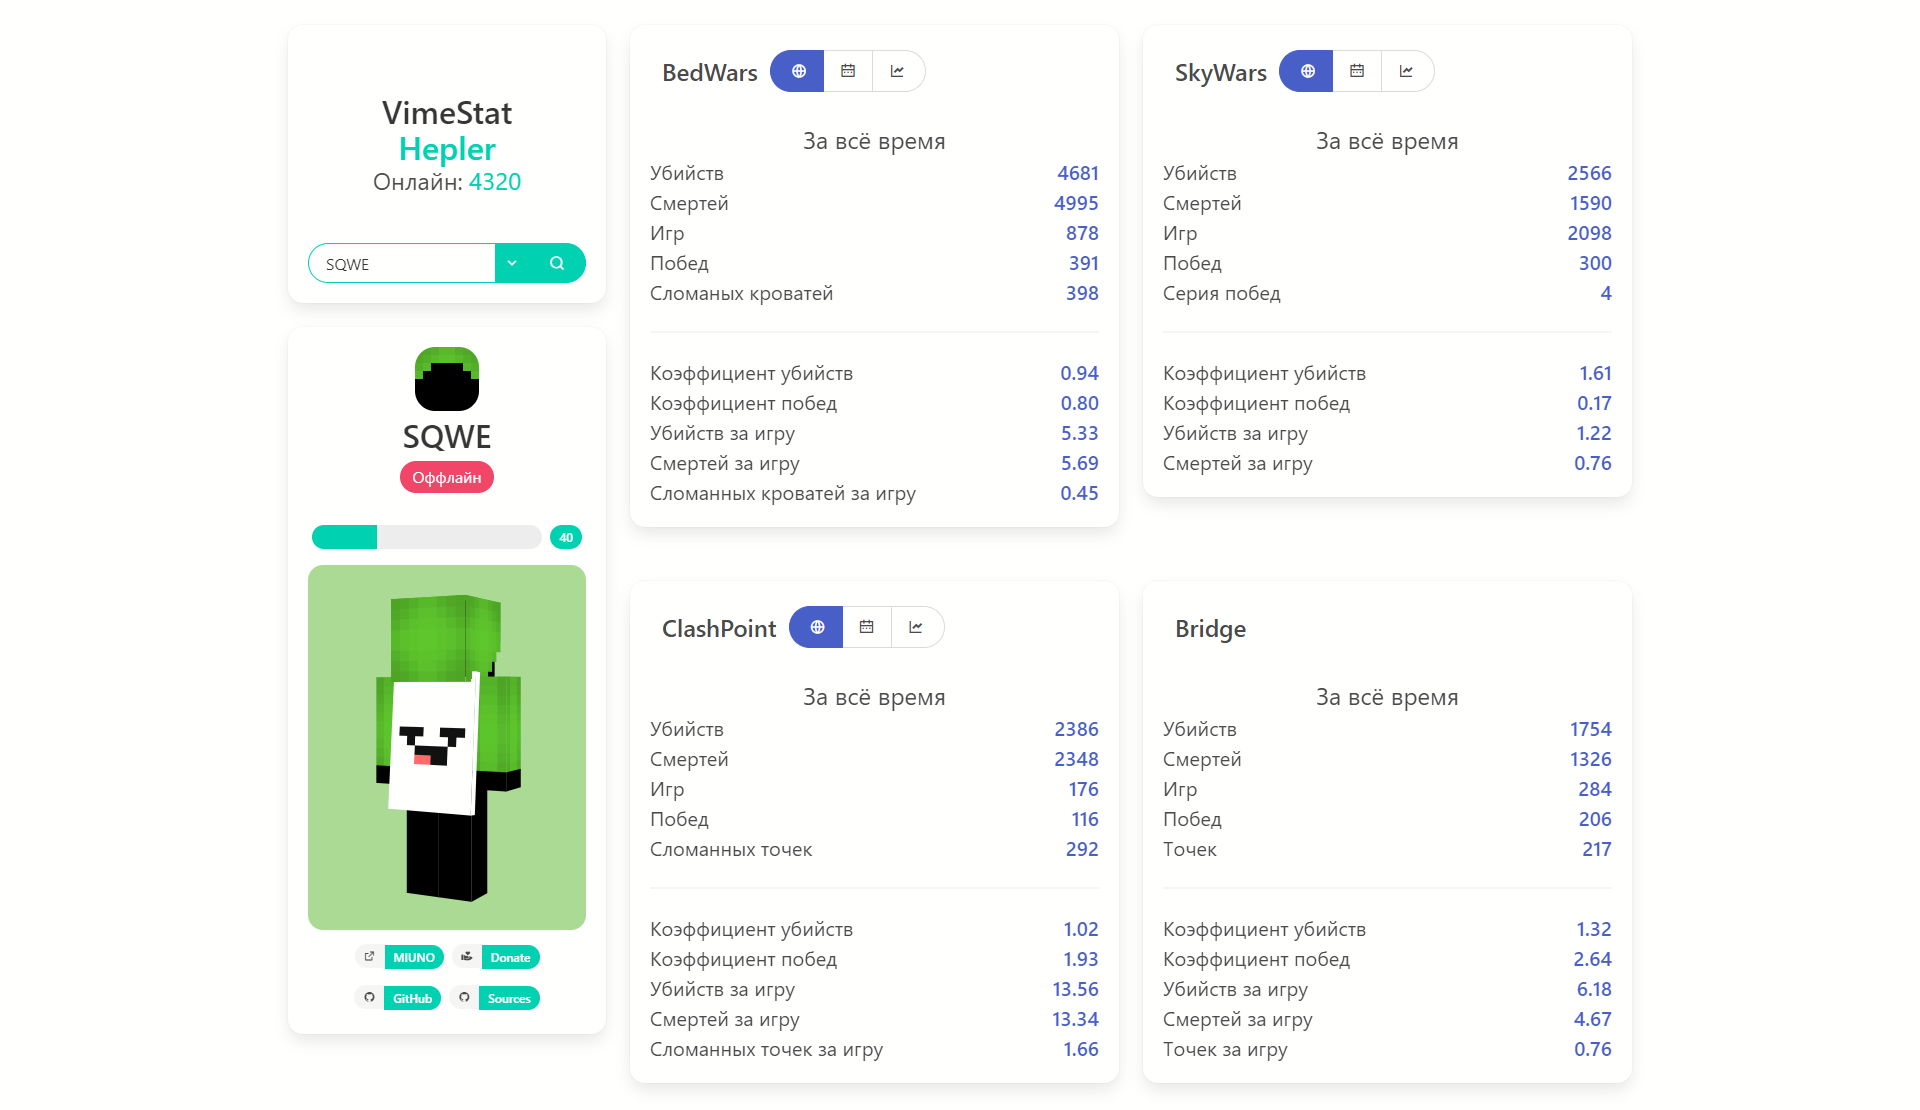 VimeStat
Hepler
Онлайн: 4320
SQWE
SQWE
Оффлайн
40
MIUNO
Donate
GitHub
Sources
BedWars
За всё время
Убийств 4681
Смертей 4995
Игр 878
Побед 391
Сломаных кроватей 398
Коэффициент убийств 0.94
Коэффициент побед 0.80
Убийств за игру 5.33
Смертей за игру 5.69
Сломанных кроватей за игру 0.45
SkyWars
За всё время
Убийств 2566
Смертей 1590
Игр 2098
Побед 300
Серия побед 4
Коэффициент убийств 1.61
Коэффициент побед 0.17
Убийств за игру 1.22
Смертей за игру 0.76
ClashPoint
За всё время
Убийств 2386
Смертей 2348
Игр 176
Побед 116
Сломанных точек 292
Коэффициент убийств 1.02
Коэффициент побед 1.93
Убийств за игру 13.56
Смертей за игру 13.34
Сломанных точек за игру 1.66
Bridge
За всё время
Убийств 1754
Смертей 1326
Игр 284
Побед 206
Точек 217
Коэффициент убийств 1.32
Коэффициент побед 2.64
Убийств за игру 6.18
Смертей за игру 4.67
Точек за игру 0.76